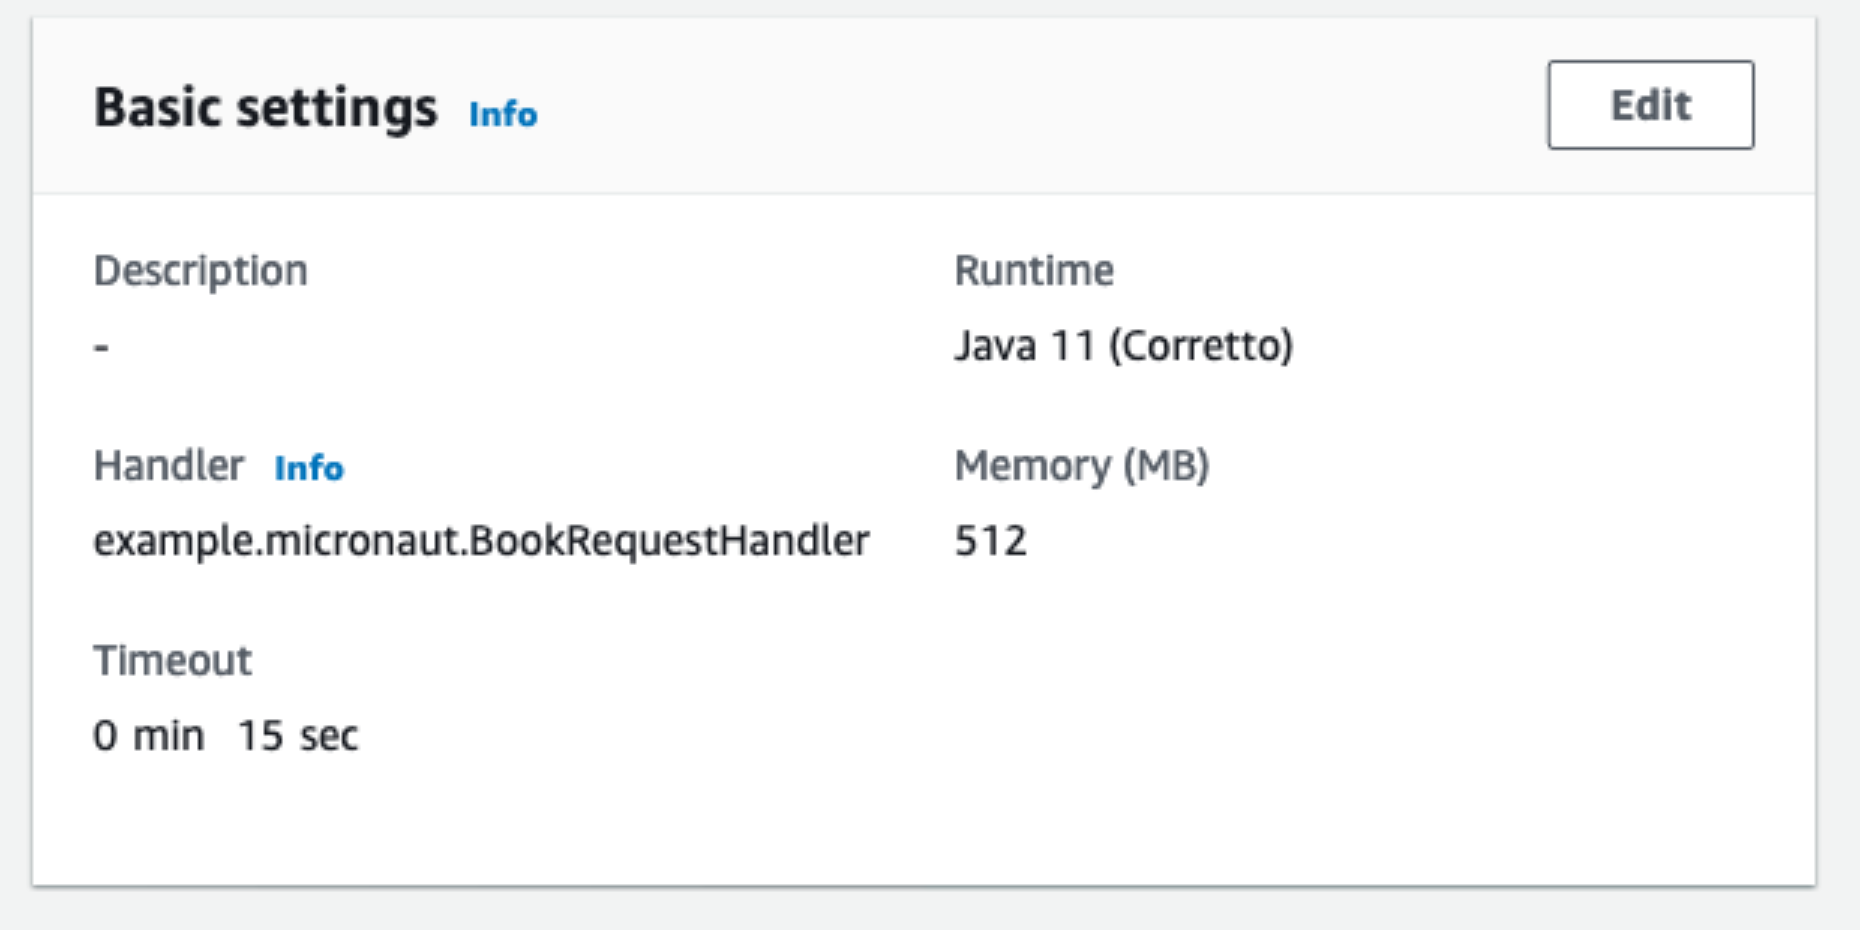 Basic settings Info
Edit
Description
-
Runtime
Java 11 (Corretto)
Handler Info
example.micronaut.BookRequestHandler
Memory (MB)
512
Timeout
0 min 15 sec